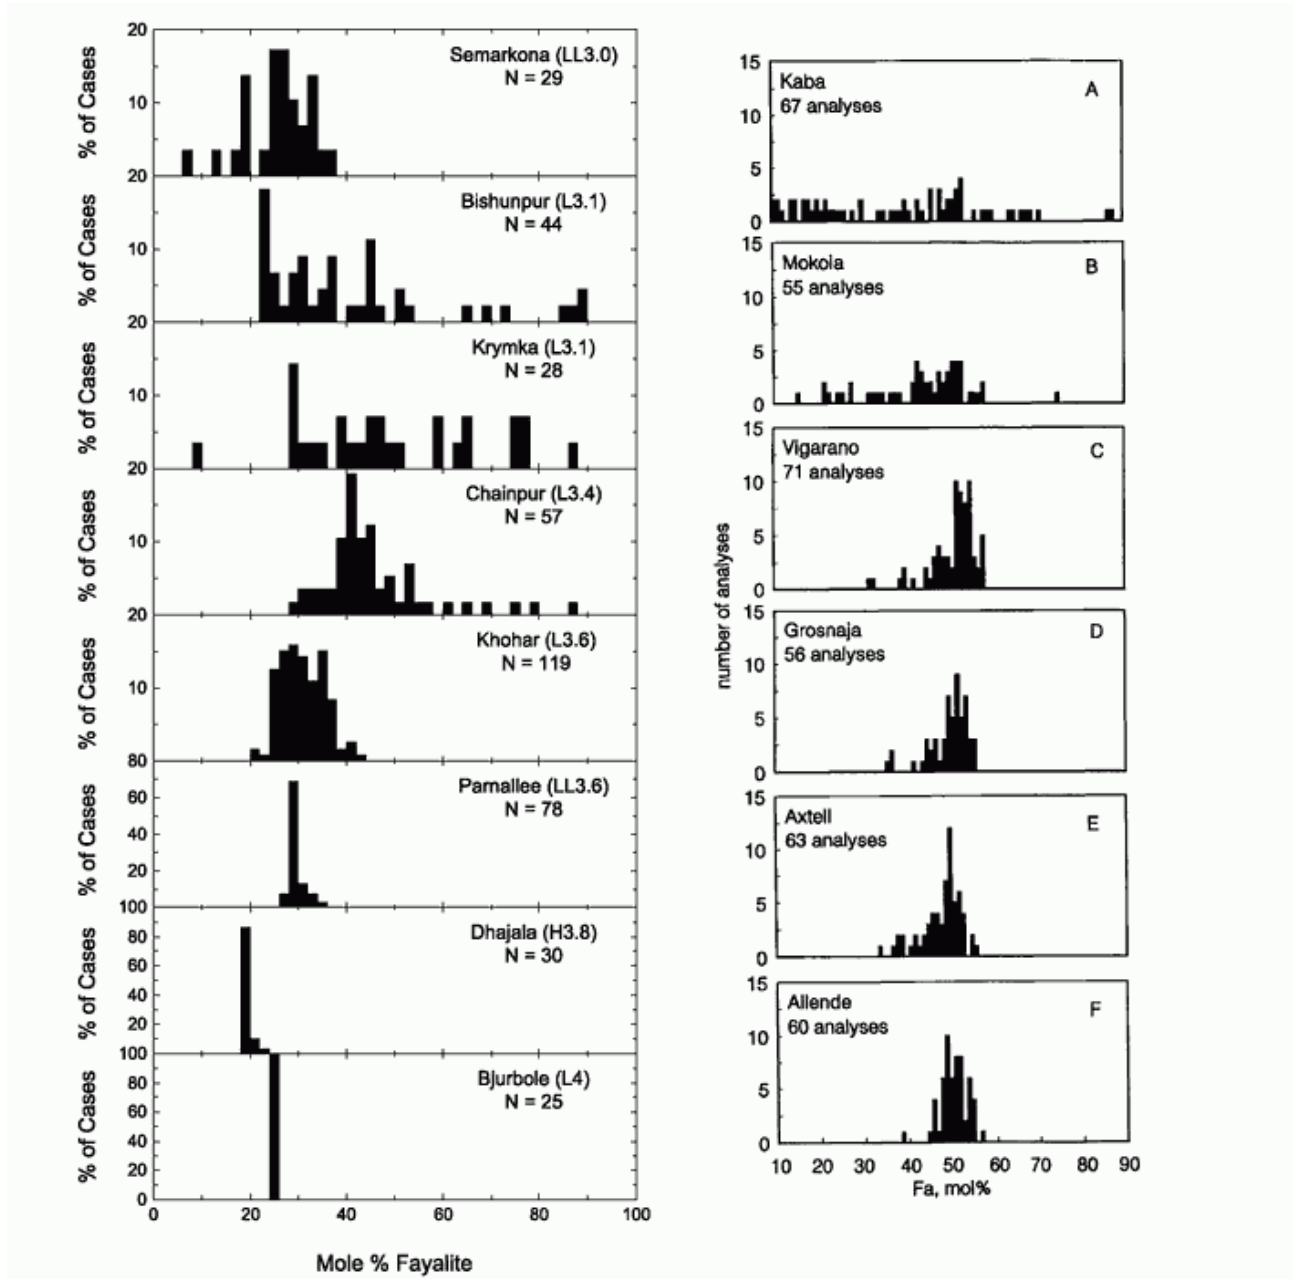 20
Semarkona (LL3.0)
N = 29
10
% of Cases
20
Bishunpur (L3.1)
N = 44
10
% of Cases
20
Krymka (L3.1)
N = 28
10
% of Cases
20
Chainpur (L3.4)
N = 57
10
% of Cases
20
Khohar (L3.6)
N = 119
10
% of Cases
80
Parnallee (LL3.6)
N = 78
60
40
20
% of Cases
100
Dhajala (H3.8)
N = 30
80
60
40
20
% of Cases
100
Bjurbole (L4)
N = 25
80
60
40
20
0
% of Cases
0 20 40 60 80 100
Mole % Fayalite
15
Kaba A
67 analyses
10
5
0
15
Mokoia B
55 analyses
10
5
0
15
Vigarano C
71 analyses
10
5
0
number of analyses
15
Grosnaja D
56 analyses
10
5
0
15
Axtell E
63 analyses
10
5
0
15
Allende F
60 analyses
10
5
0
10 20 30 40 50 60 70 80 90
Fa, mol%